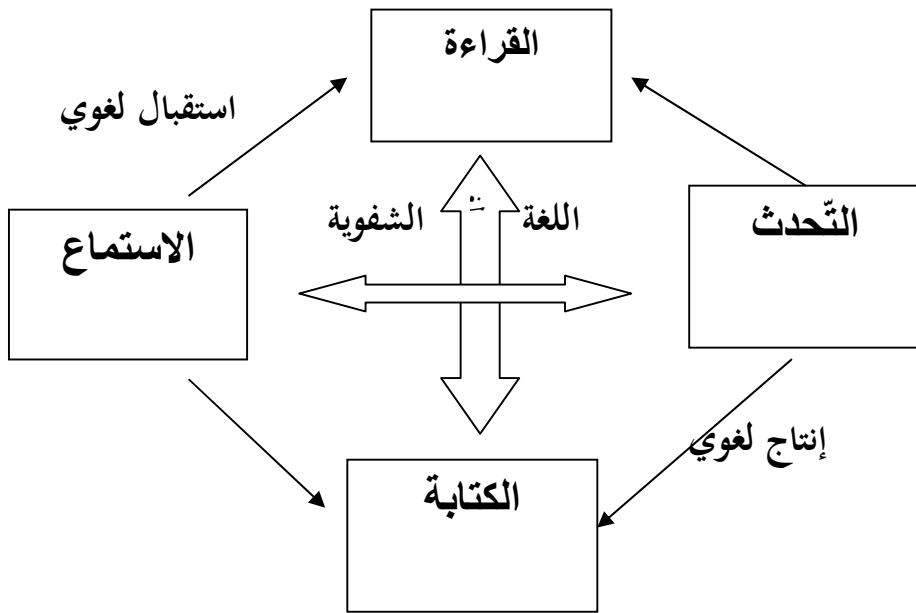 القراءة
استقبال لغوي
اللغة الشفوية
التّحدث
الاستماع
إنتاج لغوي
الكتابة